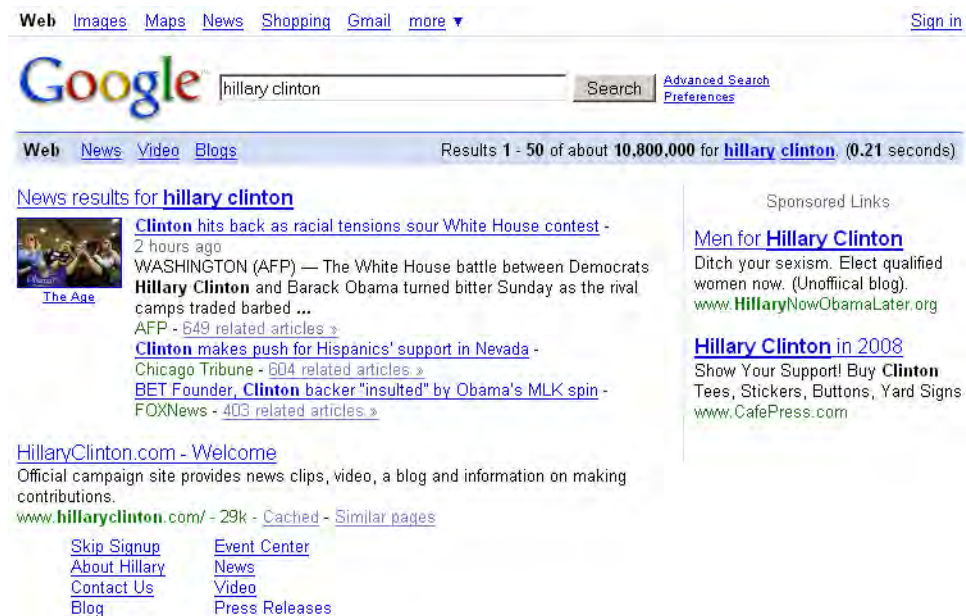 Web Images Maps News Shopping Gmail more ▼ Sign in
Google
hillary clinton
Search
Advanced Search
Preferences
Web News Video Blogs
Results 1 - 50 of about 10,800,000 for hillary clinton. (0.21 seconds)
News results for hillary clinton
The Age
Clinton hits back as racial tensions sour White House contest -
2 hours ago
WASHINGTON (AFP) — The White House battle between Democrats
Hillary Clinton and Barack Obama turned bitter Sunday as the rival
camps traded barbed ...
AFP - 649 related articles »
Clinton makes push for Hispanics' support in Nevada -
Chicago Tribune - 604 related articles »
BET Founder, Clinton backer "insulted" by Obama's MLK spin -
FOXNews - 403 related articles »
HillaryClinton.com - Welcome
Official campaign site provides news clips, video, a blog and information on making
contributions.
www.hillaryclinton.com/ - 29k - Cached - Similar pages
Skip Signup
About Hillary
Contact Us
Blog
Event Center
News
Video
Press Releases
Sponsored Links
Men for Hillary Clinton
Ditch your sexism. Elect qualified
women now. (Unoffiical blog).
www.HillaryNowObamaLater.org
Hillary Clinton in 2008
Show Your Support! Buy Clinton
Tees, Stickers, Buttons, Yard Signs
www.CafePress.com